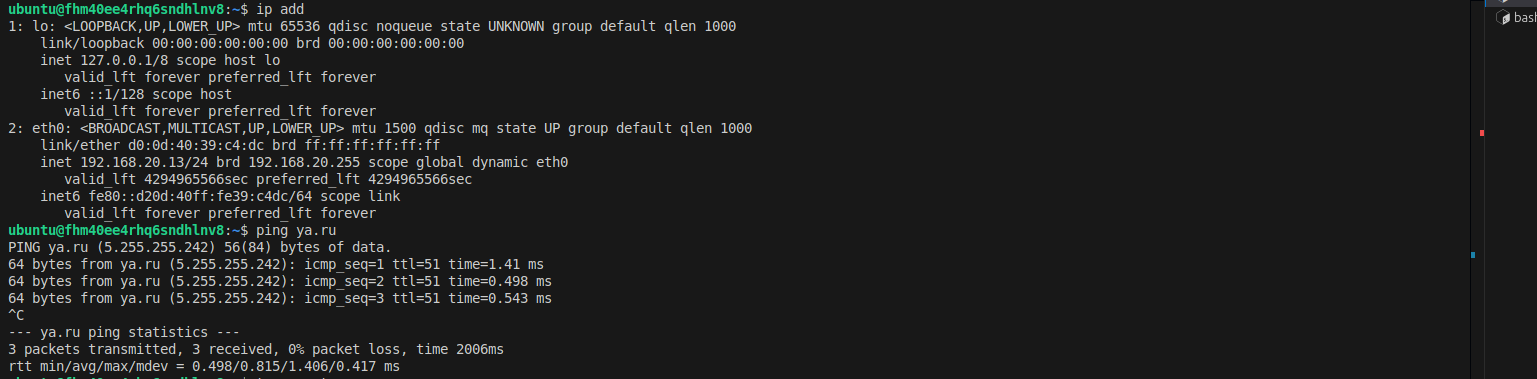 ubuntu@fhm40ee4rhq6sndhlnv8:~$ ip add
1: lo: <LOOPBACK,UP,LOWER_UP> mtu 65536 qdisc noqueue state UNKNOWN group default qlen 1000
    link/loopback 00:00:00:00:00:00 brd 00:00:00:00:00:00
    inet 127.0.0.1/8 scope host lo
       valid_lft forever preferred_lft forever
    inet6 ::1/128 scope host
       valid_lft forever preferred_lft forever
2: eth0: <BROADCAST,MULTICAST,UP,LOWER_UP> mtu 1500 qdisc mq state UP group default qlen 1000
    link/ether d0:0d:40:39:c4:dc brd ff:ff:ff:ff:ff:ff
    inet 192.168.20.13/24 brd 192.168.20.255 scope global dynamic eth0
       valid_lft 4294965566sec preferred_lft 4294965566sec
    inet6 fe80::d20d:40ff:fe39:c4dc/64 scope link
       valid_lft forever preferred_lft forever
ubuntu@fhm40ee4rhq6sndhlnv8:~$ ping ya.ru
PING ya.ru (5.255.255.242) 56(84) bytes of data.
64 bytes from ya.ru (5.255.255.242): icmp_seq=1 ttl=51 time=1.41 ms
64 bytes from ya.ru (5.255.255.242): icmp_seq=2 ttl=51 time=0.498 ms
64 bytes from ya.ru (5.255.255.242): icmp_seq=3 ttl=51 time=0.543 ms
^C
--- ya.ru ping statistics ---
3 packets transmitted, 3 received, 0% packet loss, time 2006ms
rtt min/avg/max/mdev = 0.498/0.815/1.406/0.417 ms
bash